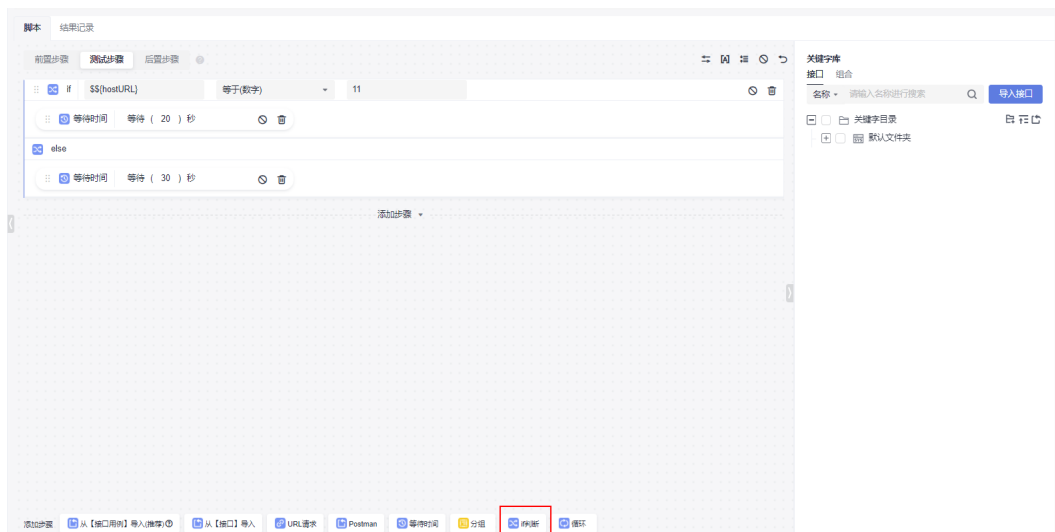 脚本 结果记录
前置步骤 测试步骤 后置步骤
if $${hostURL} 等于(数字) 11
等待时间 等待 ( 20 ) 秒
else
等待时间 等待 ( 30 ) 秒
添加步骤
添加步骤 从【接口用例】导入(推荐) 从【接口】导入 URL请求 Postman 等待时间 分组 if判断 循环
关键字库
接口 组合
名称 请输入名称进行搜索 导入接口
关键字目录
默认文件夹